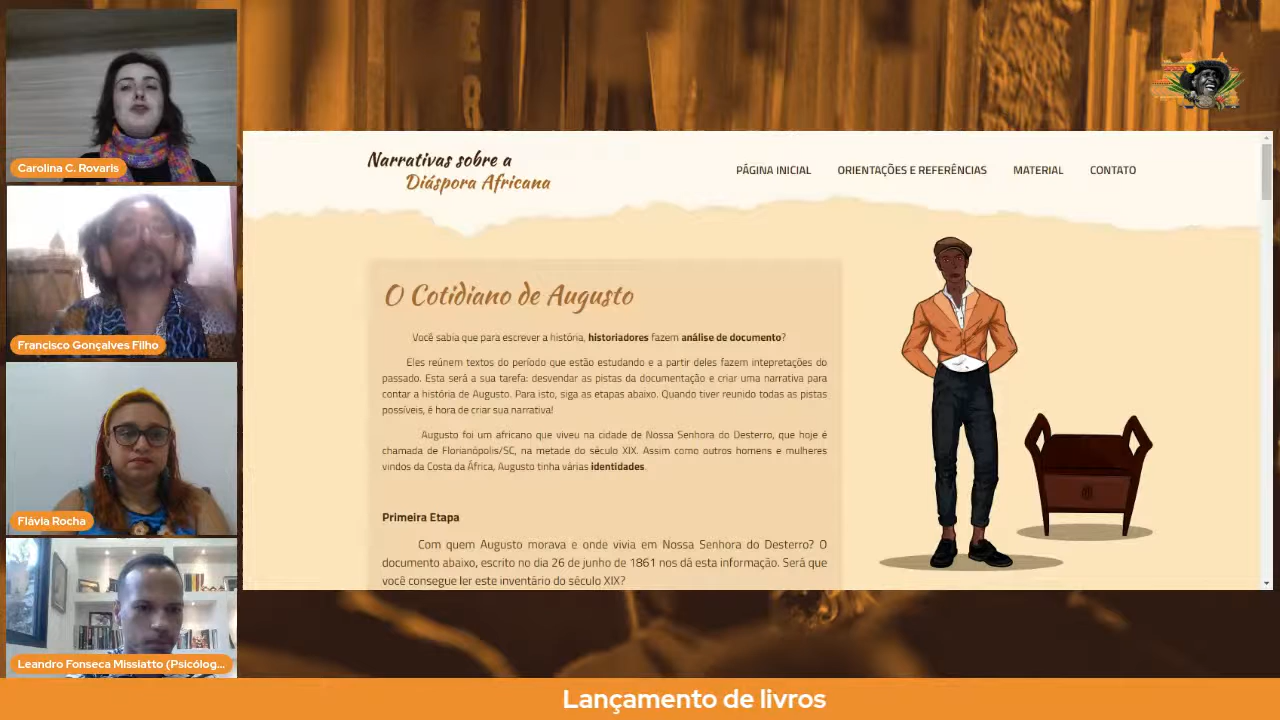 Carolina C. Rovaris
Francisco Gonçalves Filho
Flávia Rocha
Leandro Fonseca Missiatto (Psicólog...
Narrativas sobre a
Diáspora Africana
PÁGINA INICIAL
ORIENTAÇÕES E REFERÊNCIAS
MATERIAL
CONTATO
O Cotidiano de Augusto
Você sabia que para escrever a história, historiadores fazem análise de documento?
Eles reúnem textos do período que estão estudando e a partir deles fazem intepretações do
passado. Esta será a sua tarefa: desvendar as pistas da documentação e criar uma narrativa para
contar a história de Augusto. Para isto, siga as etapas abaixo. Quando tiver reunido todas as pistas
possíveis, é hora de criar sua narrativa!
Augusto foi um africano que viveu na cidade de Nossa Senhora do Desterro, que hoje é
chamada de Florianópolis/SC, na metade do século XIX. Assim como outros homens e mulheres
vindos da Costa da África, Augusto tinha várias identidades.
Primeira Etapa
Com quem Augusto morava e onde vivia em Nossa Senhora do Desterro? O
documento abaixo, escrito no dia 26 de junho de 1861 nos dá esta informação. Será que
você consegue ler este inventário do século XIX?
Lançamento de livros